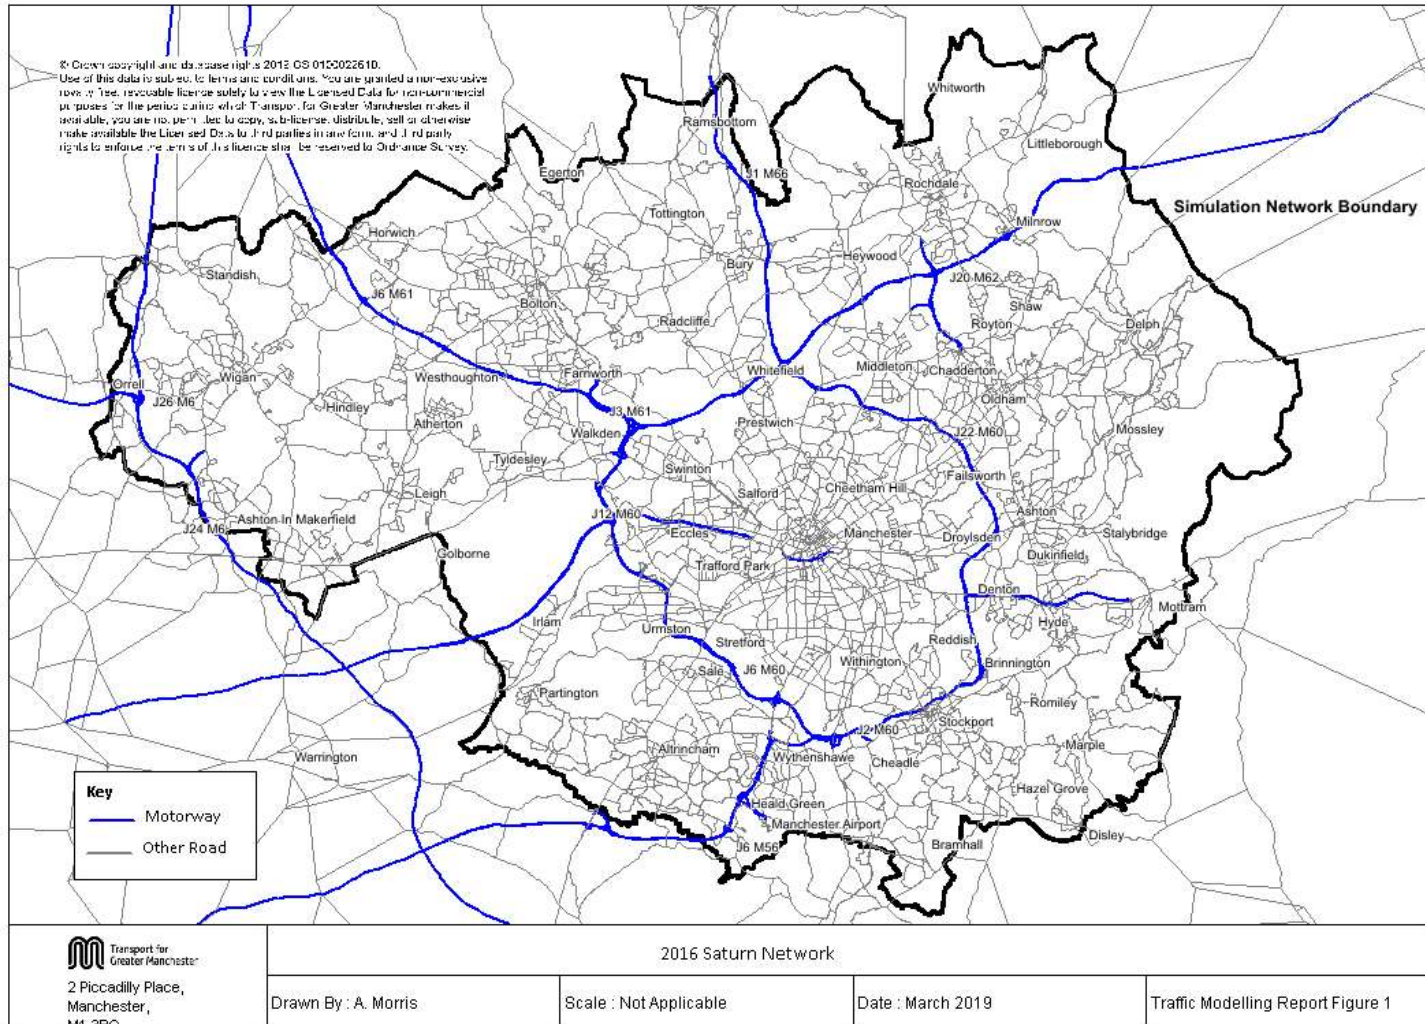 © Crown copyright and database rights 2012 OS 0100022610.
Use of this data is subject to terms and conditions. You are granted a non-exclusive
royalty free, revocable license solely to view the Licensed Data for non-commercial
purposes for the period during which Transport for Greater Manchester makes it
available, you are not permitted to copy, sub-license, distribute, sell or otherwise
make available the Licensed Data to third parties in any form, and third party
rights to enforce the terms of this licence shall be reserved to Ordnance Survey.
Whitworth
Ramsbottom
Littleborough
Egerton
J1 M66
Rochdale
Simulation Network Boundary
Tottington
Milnrow
Horwich
Standish
Bury
Heywood
J20 M62
J6 M61
Bolton
Shaw
Radcliffe
Royton
Delph
Orrell
Wigan
Westhoughton
Farnworth
Whitefield
Middleton
Chadderton
J26 M6
Hindley
Oldham
Atherton
J3 M61
Walkden
Prestwich
J22 M60
Mossley
Tyldesley
Swinton
Failsworth
Leigh
Salford
Cheetham Hill
J24 M6
Ashton In Makerfield
J12 M60
Eccles
Manchester
Droylsden
Ashton
Stalybridge
Golborne
Trafford Park
Dukinfield
Denton
Mottram
Irlam
Urmston
Stretford
Reddish
Hyde
Sale
J6 M60
Withington
Brinnington
Partington
Romiley
Stockport
Warrington
Altrincham
Wythenshawe
J2 M60
Cheadle
Marple
Hazel Grove
Heald Green
Manchester Airport
Disley
J6 M56
Bramhall
Key
Motorway
Other Road
Transport for
Greater Manchester
2 Piccadilly Place,
Manchester,
M1 3BG
2016 Saturn Network
Drawn By : A. Morris
Scale : Not Applicable
Date : March 2019
Traffic Modelling Report Figure 1